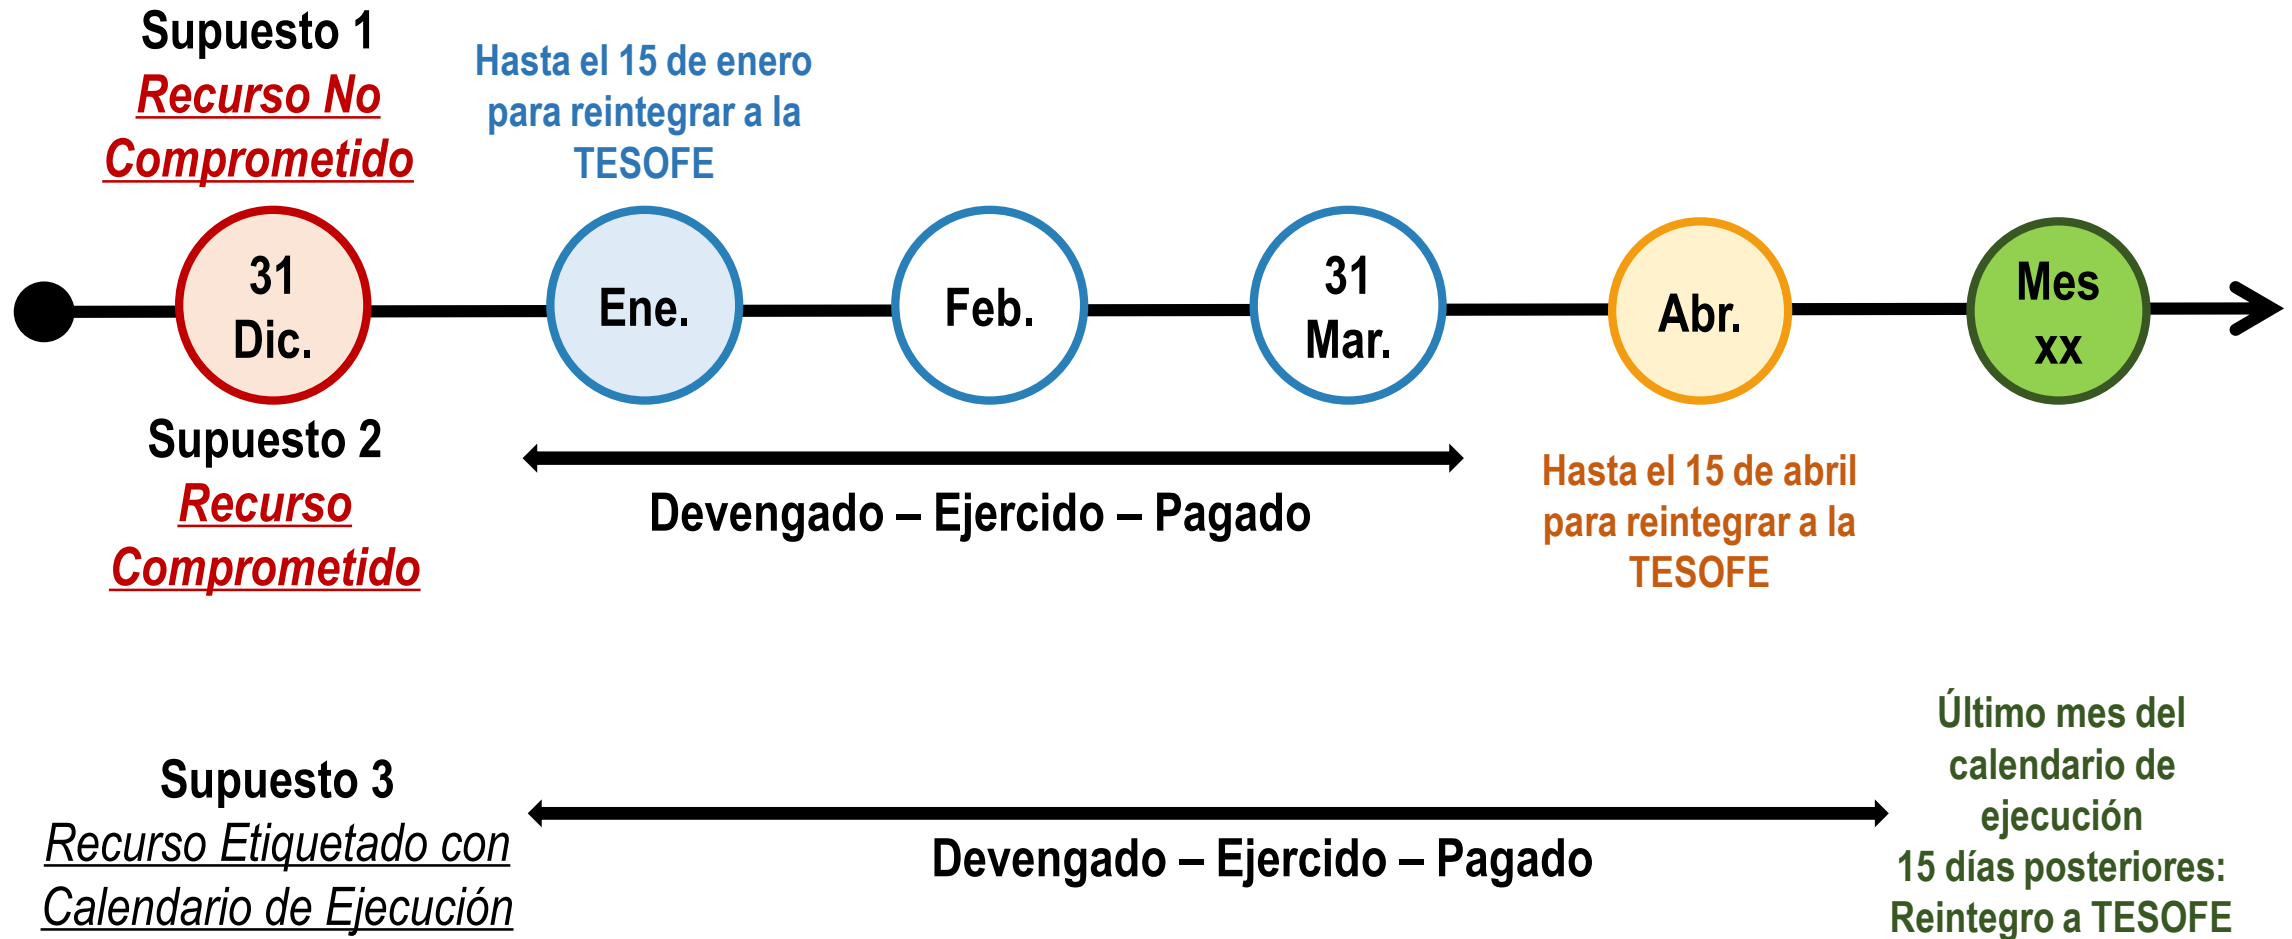 Supuesto 1
Recurso No
Comprometido
Hasta el 15 de enero
para reintegrar a la
TESOFE
31
Dic.
Ene.
Feb.
31
Mar.
Abr.
Mes
xx
Supuesto 2
Recurso
Comprometido
Devengado – Ejercido – Pagado
Hasta el 15 de abril
para reintegrar a la
TESOFE
Supuesto 3
Recurso Etiquetado con
Calendario de Ejecución
Devengado – Ejercido – Pagado
Último mes del
calendario de
ejecución
15 días posteriores:
Reintegro a TESOFE